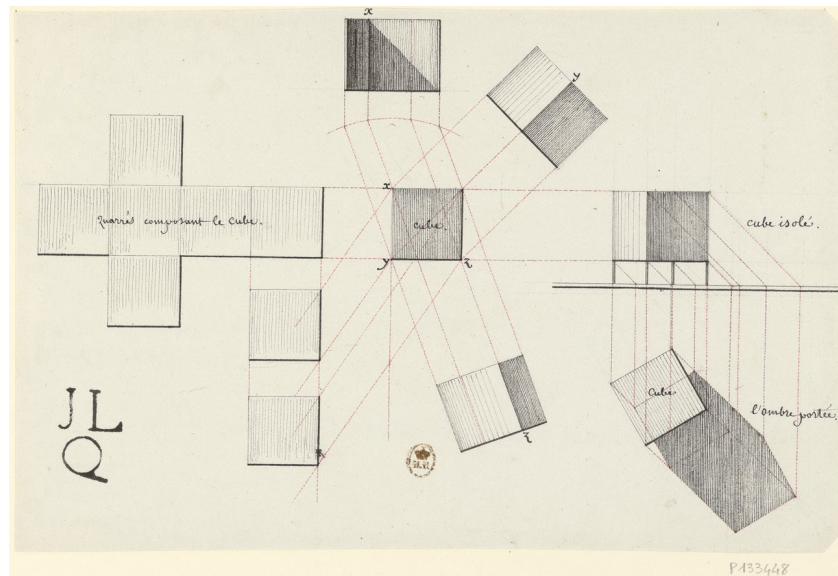 x
y
quarrés composant le cube.
x
cube.
y
z
cube isolé.
cube
l'ombre portée.
z
JL
Q
P133448